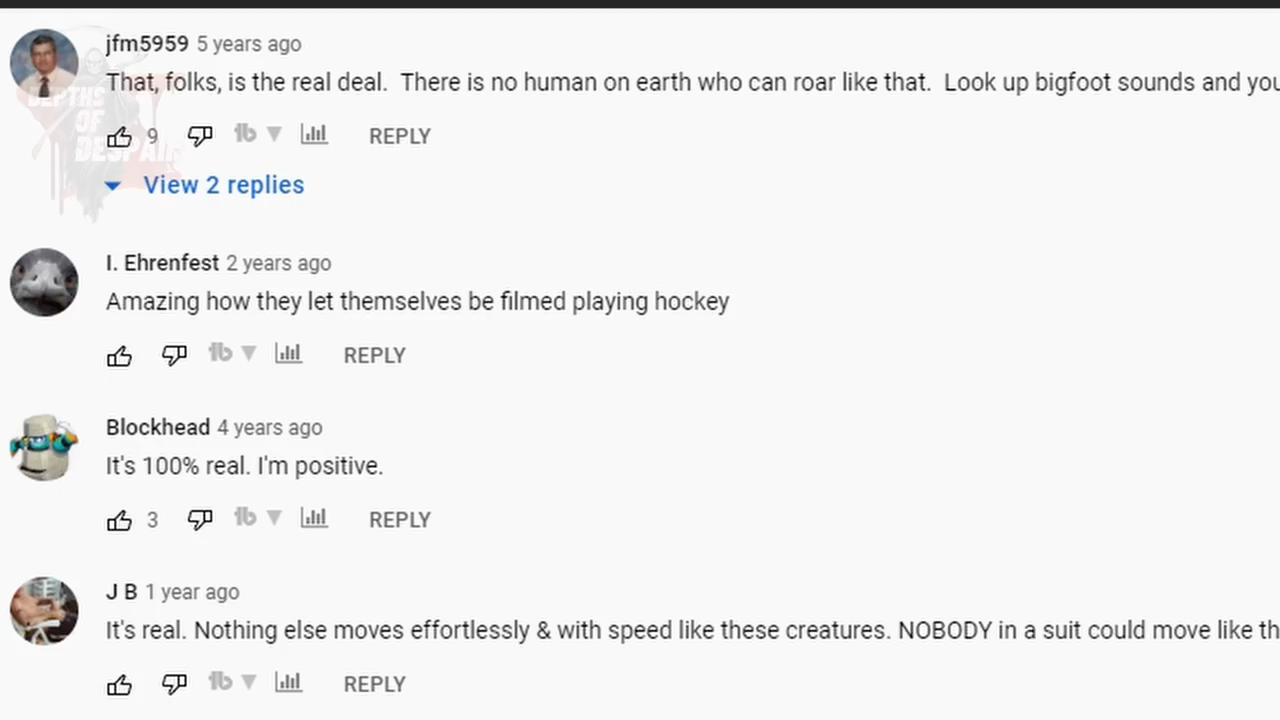 jfm5959 5 years ago
That, folks, is the real deal. There is no human on earth who can roar like that. Look up bigfoot sounds and you
DEPTHS
OF
DESPAIR
9 REPLY
View 2 replies
I. Ehrenfest 2 years ago
Amazing how they let themselves be filmed playing hockey
REPLY
Blockhead 4 years ago
It's 100% real. I'm positive.
3 REPLY
J B 1 year ago
It's real. Nothing else moves effortlessly & with speed like these creatures. NOBODY in a suit could move like th
REPLY